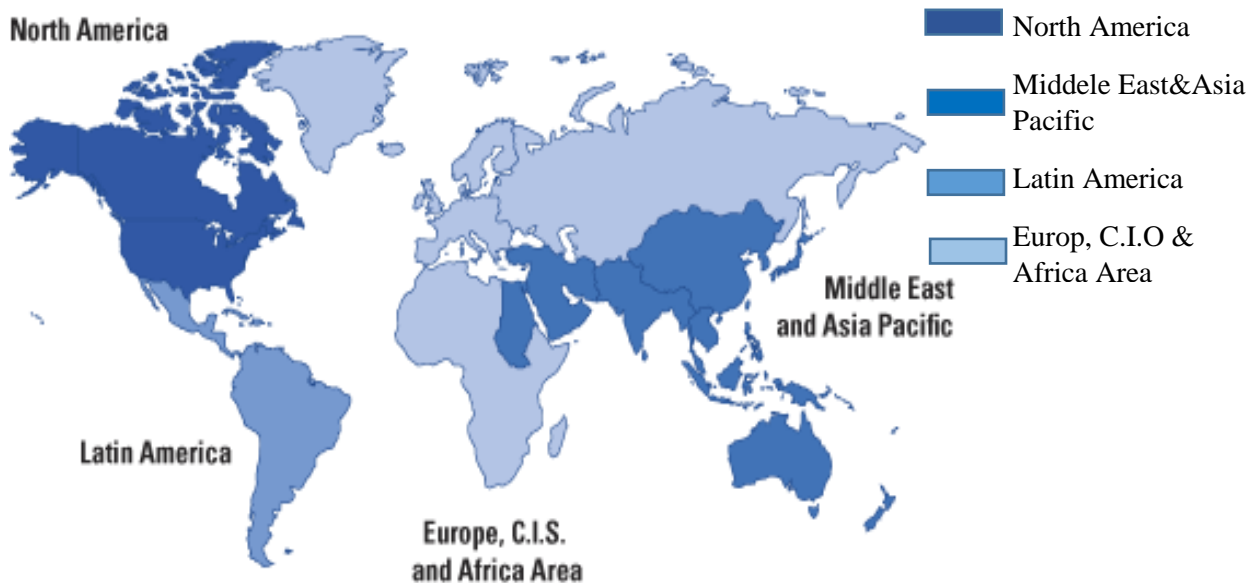 North America
North America
Middele East&Asia
Pacific
Latin America
Europ, C.I.O &
Africa Area
Middle East
and Asia Pacific
Latin America
Europe, C.I.S.
and Africa Area